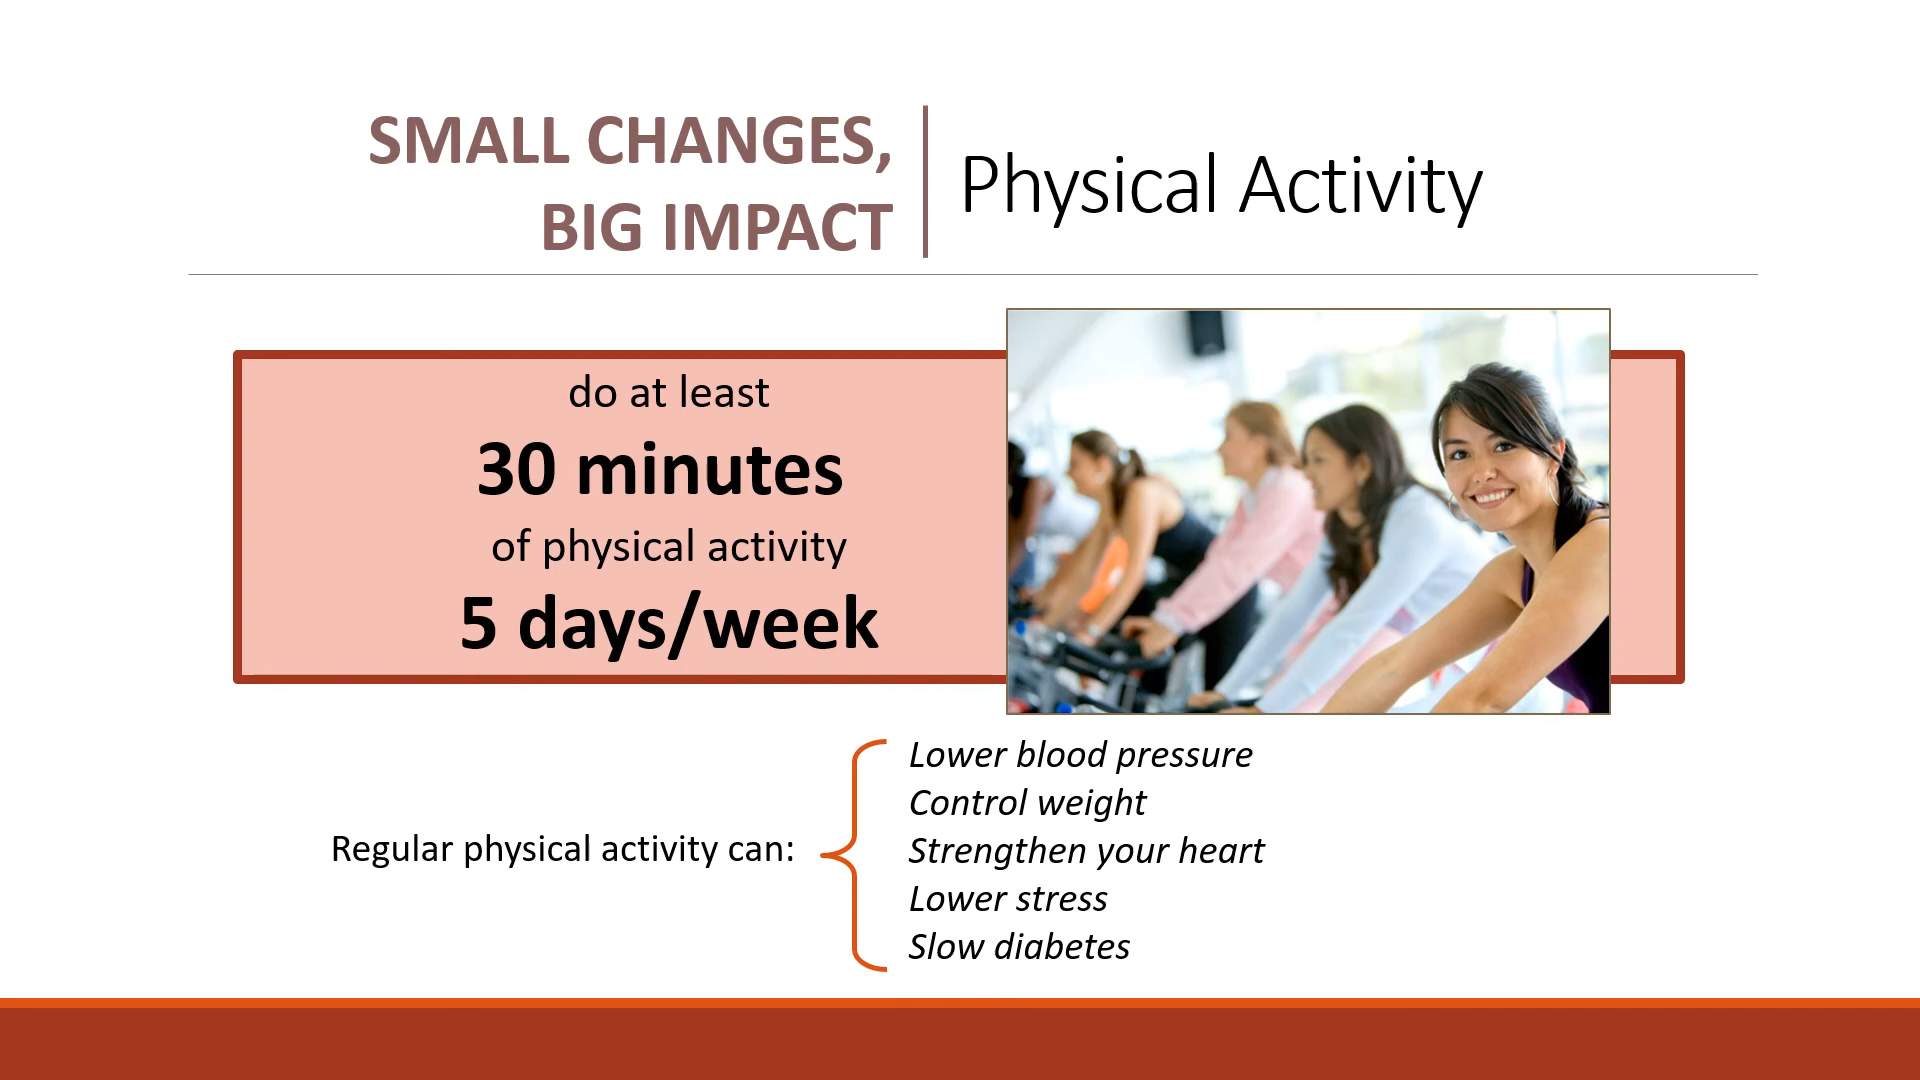 SMALL CHANGES,
BIG IMPACT
Physical Activity
do at least
30 minutes
of physical activity
5 days/week
Regular physical activity can:
Lower blood pressure
Control weight
Strengthen your heart
Lower stress
Slow diabetes